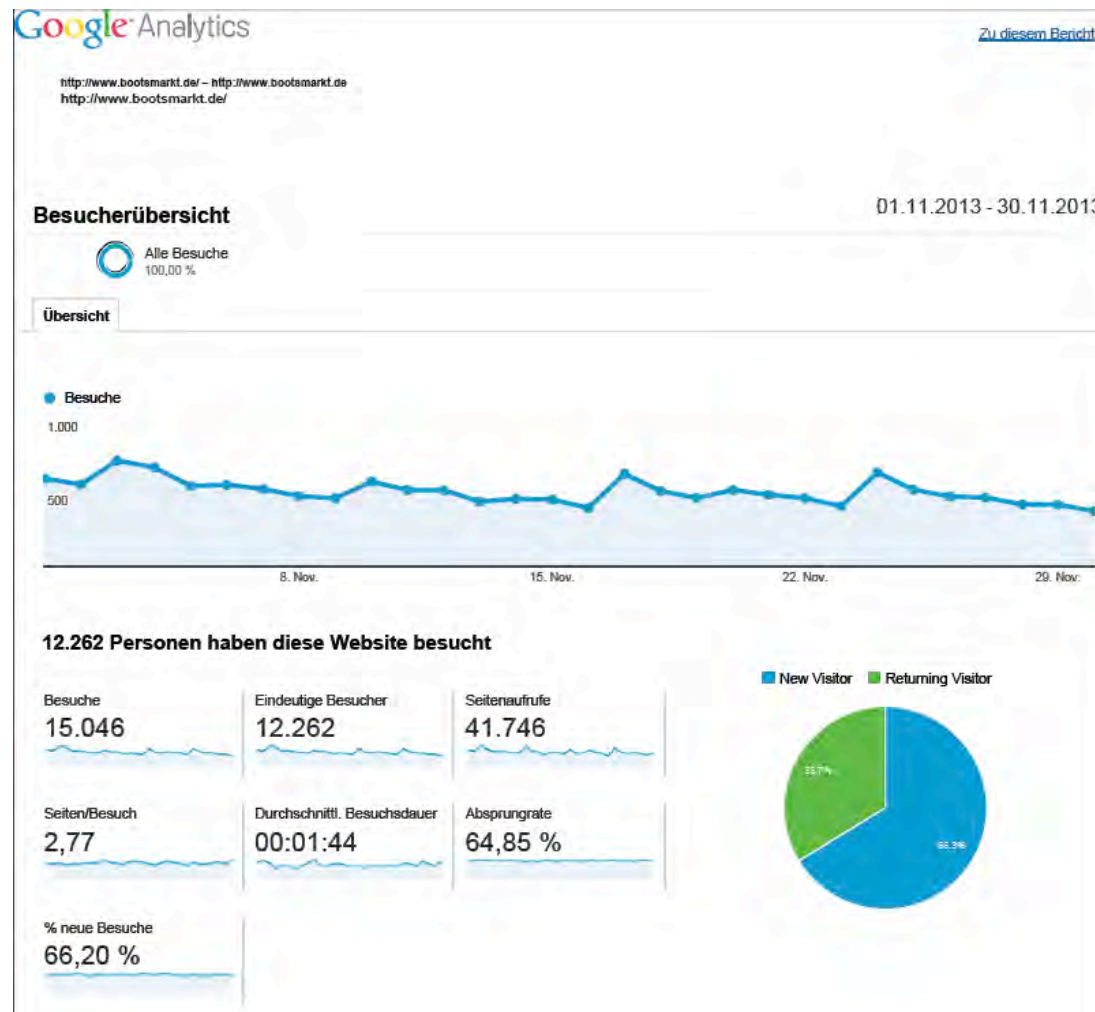 Google Analytics
Zu diesem Bericht
http://www.bootsmarkt.de/ – http://www.bootsmarkt.de
http://www.bootsmarkt.de/
Besucherübersicht
01.11.2013 - 30.11.2013
Alle Besuche
100,00 %
Übersicht
Besuche
1.000
500
8. Nov.
15. Nov.
22. Nov.
29. Nov.
12.262 Personen haben diese Website besucht
New Visitor
Returning Visitor
Besuche
15.046
Eindeutige Besucher
12.262
Seitenaufrufe
41.746
33.7%
66.3%
Seiten/Besuch
2,77
Durchschnittl. Besuchsdauer
00:01:44
Absprungrate
64,85 %
% neue Besuche
66,20 %